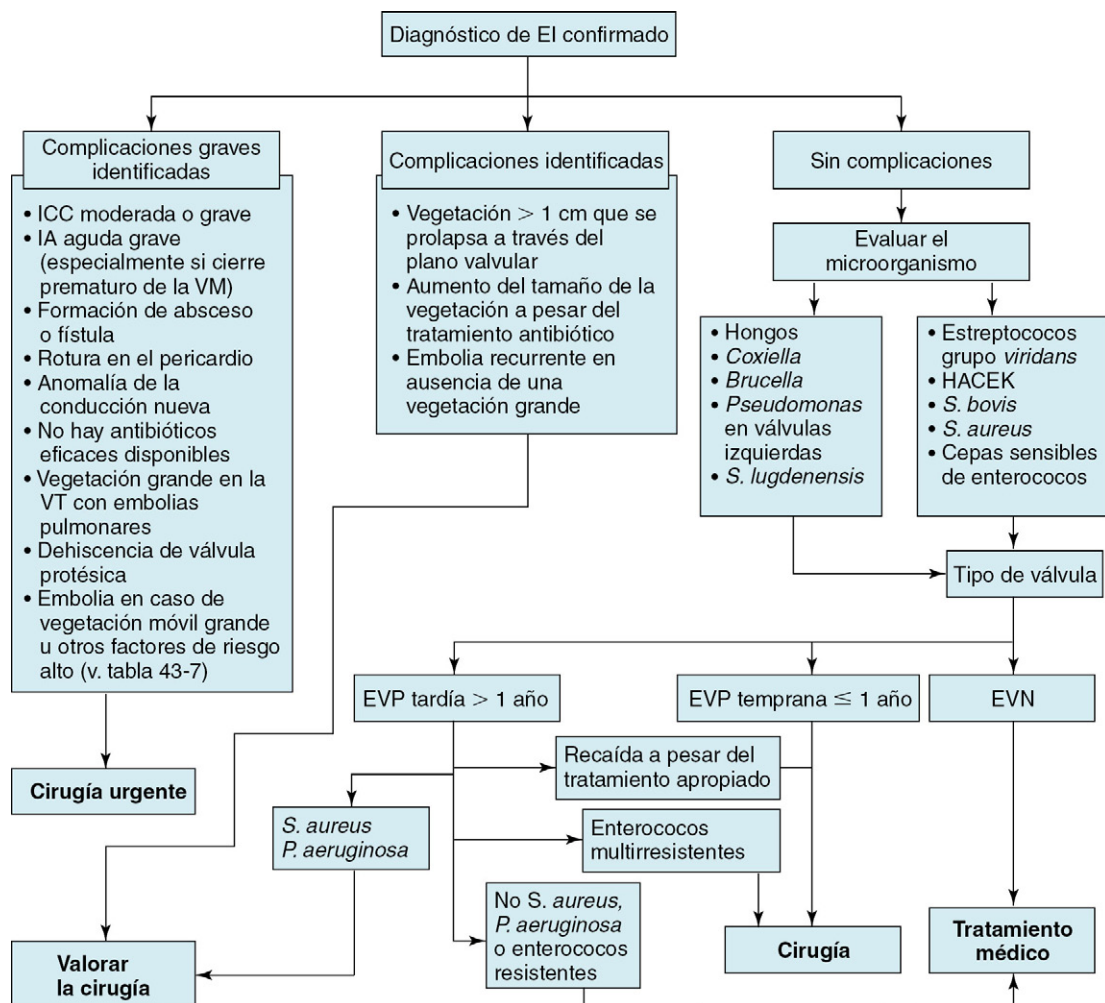 Diagnóstico de EI confirmado
Complicaciones graves
identificadas
• ICC moderada o grave
• IA aguda grave
(especialmente si cierre
prematuro de la VM)
• Formación de absceso
o fístula
• Rotura en el pericardio
• Anomalía de la
conducción nueva
• No hay antibióticos
eficaces disponibles
• Vegetación grande en la
VT con embolias
pulmonares
• Dehiscencia de válvula
protésica
• Embolia en caso de
vegetación móvil grande
u otros factores de riesgo
alto (v. tabla 43-7)
Cirugía urgente
Complicaciones identificadas
• Vegetación > 1 cm que se
prolapsa a través del
plano valvular
• Aumento del tamaño de la
vegetación a pesar del
tratamiento antibiótico
• Embolia recurrente en
ausencia de una
vegetación grande
Sin complicaciones
Evaluar el
microorganismo
• Hongos
• Coxiella
• Brucella
• Pseudomonas
en válvulas
izquierdas
• S. lugdenensis
• Estreptococos
grupo viridans
• HACEK
• S. bovis
• S. aureus
• Cepas sensibles
de enterococos
Tipo de válvula
EVP tardía > 1 año
EVP temprana ≤ 1 año
EVN
Recaída a pesar del
tratamiento apropiado
S. aureus
P. aeruginosa
Enterococos
multirresistentes
No S. aureus,
P. aeruginosa
o enterococos
resistentes
Valorar
la cirugía
Cirugía
Tratamiento
médico